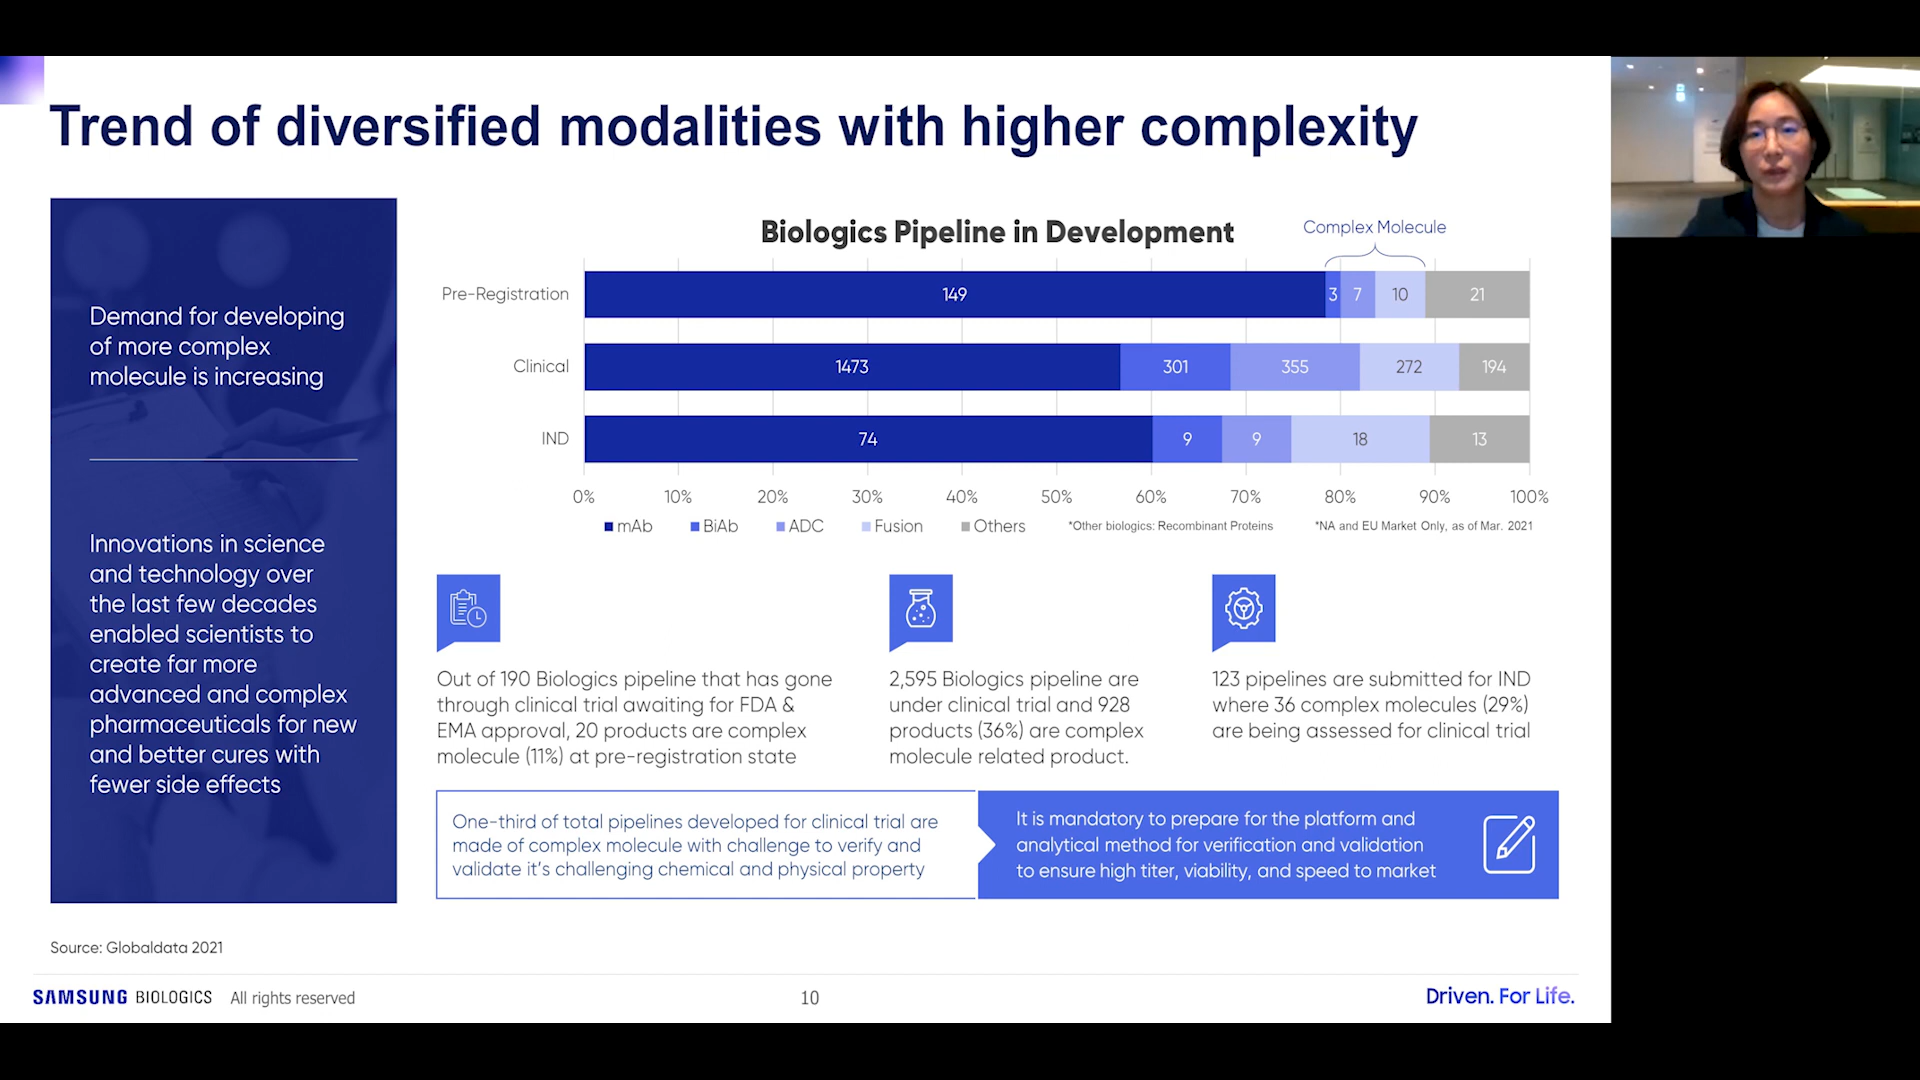 Trend of diversified modalities with higher complexity
Demand for developing
of more complex
molecule is increasing
Innovations in science
and technology over
the last few decades
enabled scientists to
create far more
advanced and complex
pharmaceuticals for new
and better cures with
fewer side effects
Biologics Pipeline in Development
Complex Molecule
Pre-Registration 149 3 7 10 21
Clinical 1473 301 355 272 194
IND 74 9 9 18 13
0% 10% 20% 30% 40% 50% 60% 70% 80% 90% 100%
mAb BiAb ADC Fusion Others *Other biologics: Recombinant Proteins *NA and EU Market Only, as of Mar. 2021
Out of 190 Biologics pipeline that has gone
through clinical trial awaiting for FDA &
EMA approval, 20 products are complex
molecule (11%) at pre-registration state
2,595 Biologics pipeline are
under clinical trial and 928
products (36%) are complex
molecule related product.
123 pipelines are submitted for IND
where 36 complex molecules (29%)
are being assessed for clinical trial
One-third of total pipelines developed for clinical trial are
made of complex molecule with challenge to verify and
validate it's challenging chemical and physical property
It is mandatory to prepare for the platform and
analytical method for verification and validation
to ensure high titer, viability, and speed to market
Source: Globaldata 2021
SAMSUNG BIOLOGICS All rights reserved
10
Driven. For Life.